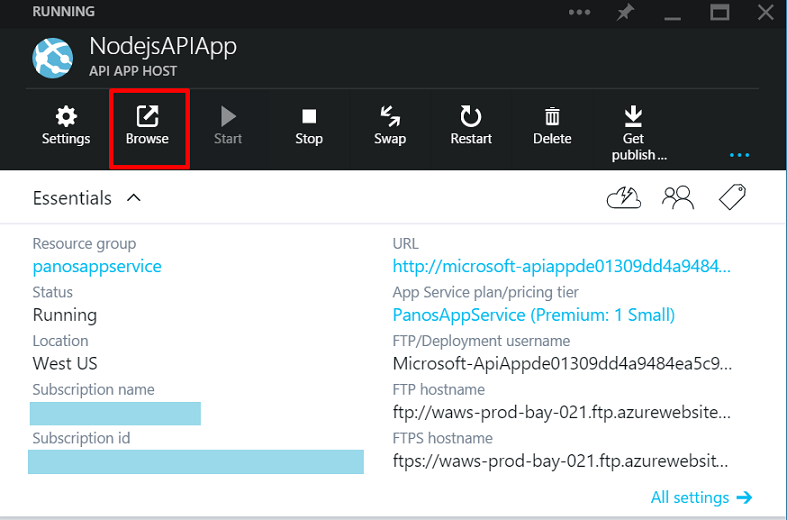 RUNNING
NodejsAPIApp
API APP HOST
Settings
Browse
Start
Stop
Swap
Restart
Delete
Get
publish ...
Essentials
Resource group
panosappservice
Status
Running
Location
West US
Subscription name
Subscription id
URL
http://microsoft-apiappde01309dd4a9484...
App Service plan/pricing tier
PanosAppService (Premium: 1 Small)
FTP/Deployment username
Microsoft-ApiAppde01309dd4a9484ea5c9...
FTP hostname
ftp://waws-prod-bay-021.ftp.azurewebsite...
FTPS hostname
ftps://waws-prod-bay-021.ftp.azurewebsit...
All settings